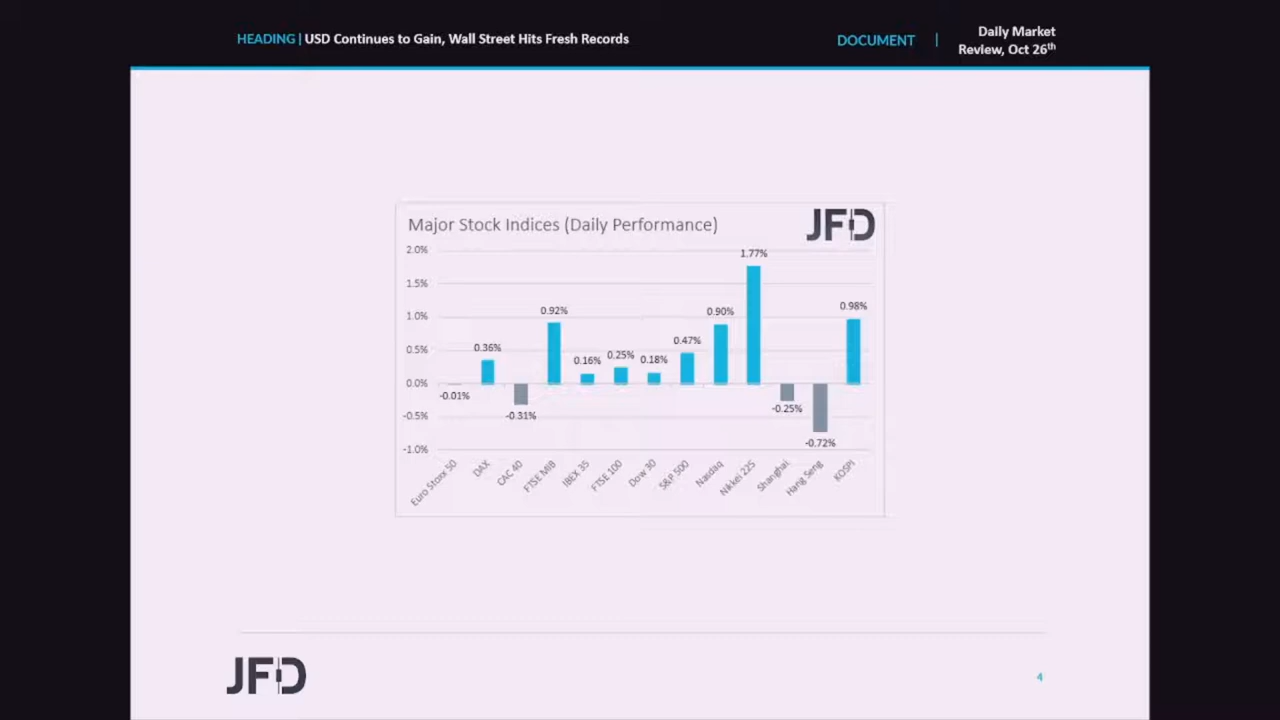 HEADING | USD Continues to Gain, Wall Street Hits Fresh Records
DOCUMENT |
Daily Market
Review, Oct 26th
Major Stock Indices (Daily Performance)
JFD
2.0%
1.5%
1.0%
0.5%
0.0%
-0.5%
-1.0%
-0.01%
0.36%
-0.31%
0.92%
0.16%
0.25%
0.18%
0.47%
0.90%
1.77%
-0.25%
-0.72%
0.98%
Euro Stoxx 50
DAX
CAC 40
FTSE MIB
IBEX 35
FTSE 100
Dow 30
S&P 500
Nasdaq
Nikkei 225
Shanghai
Hang Seng
KOSPI
JFD
4